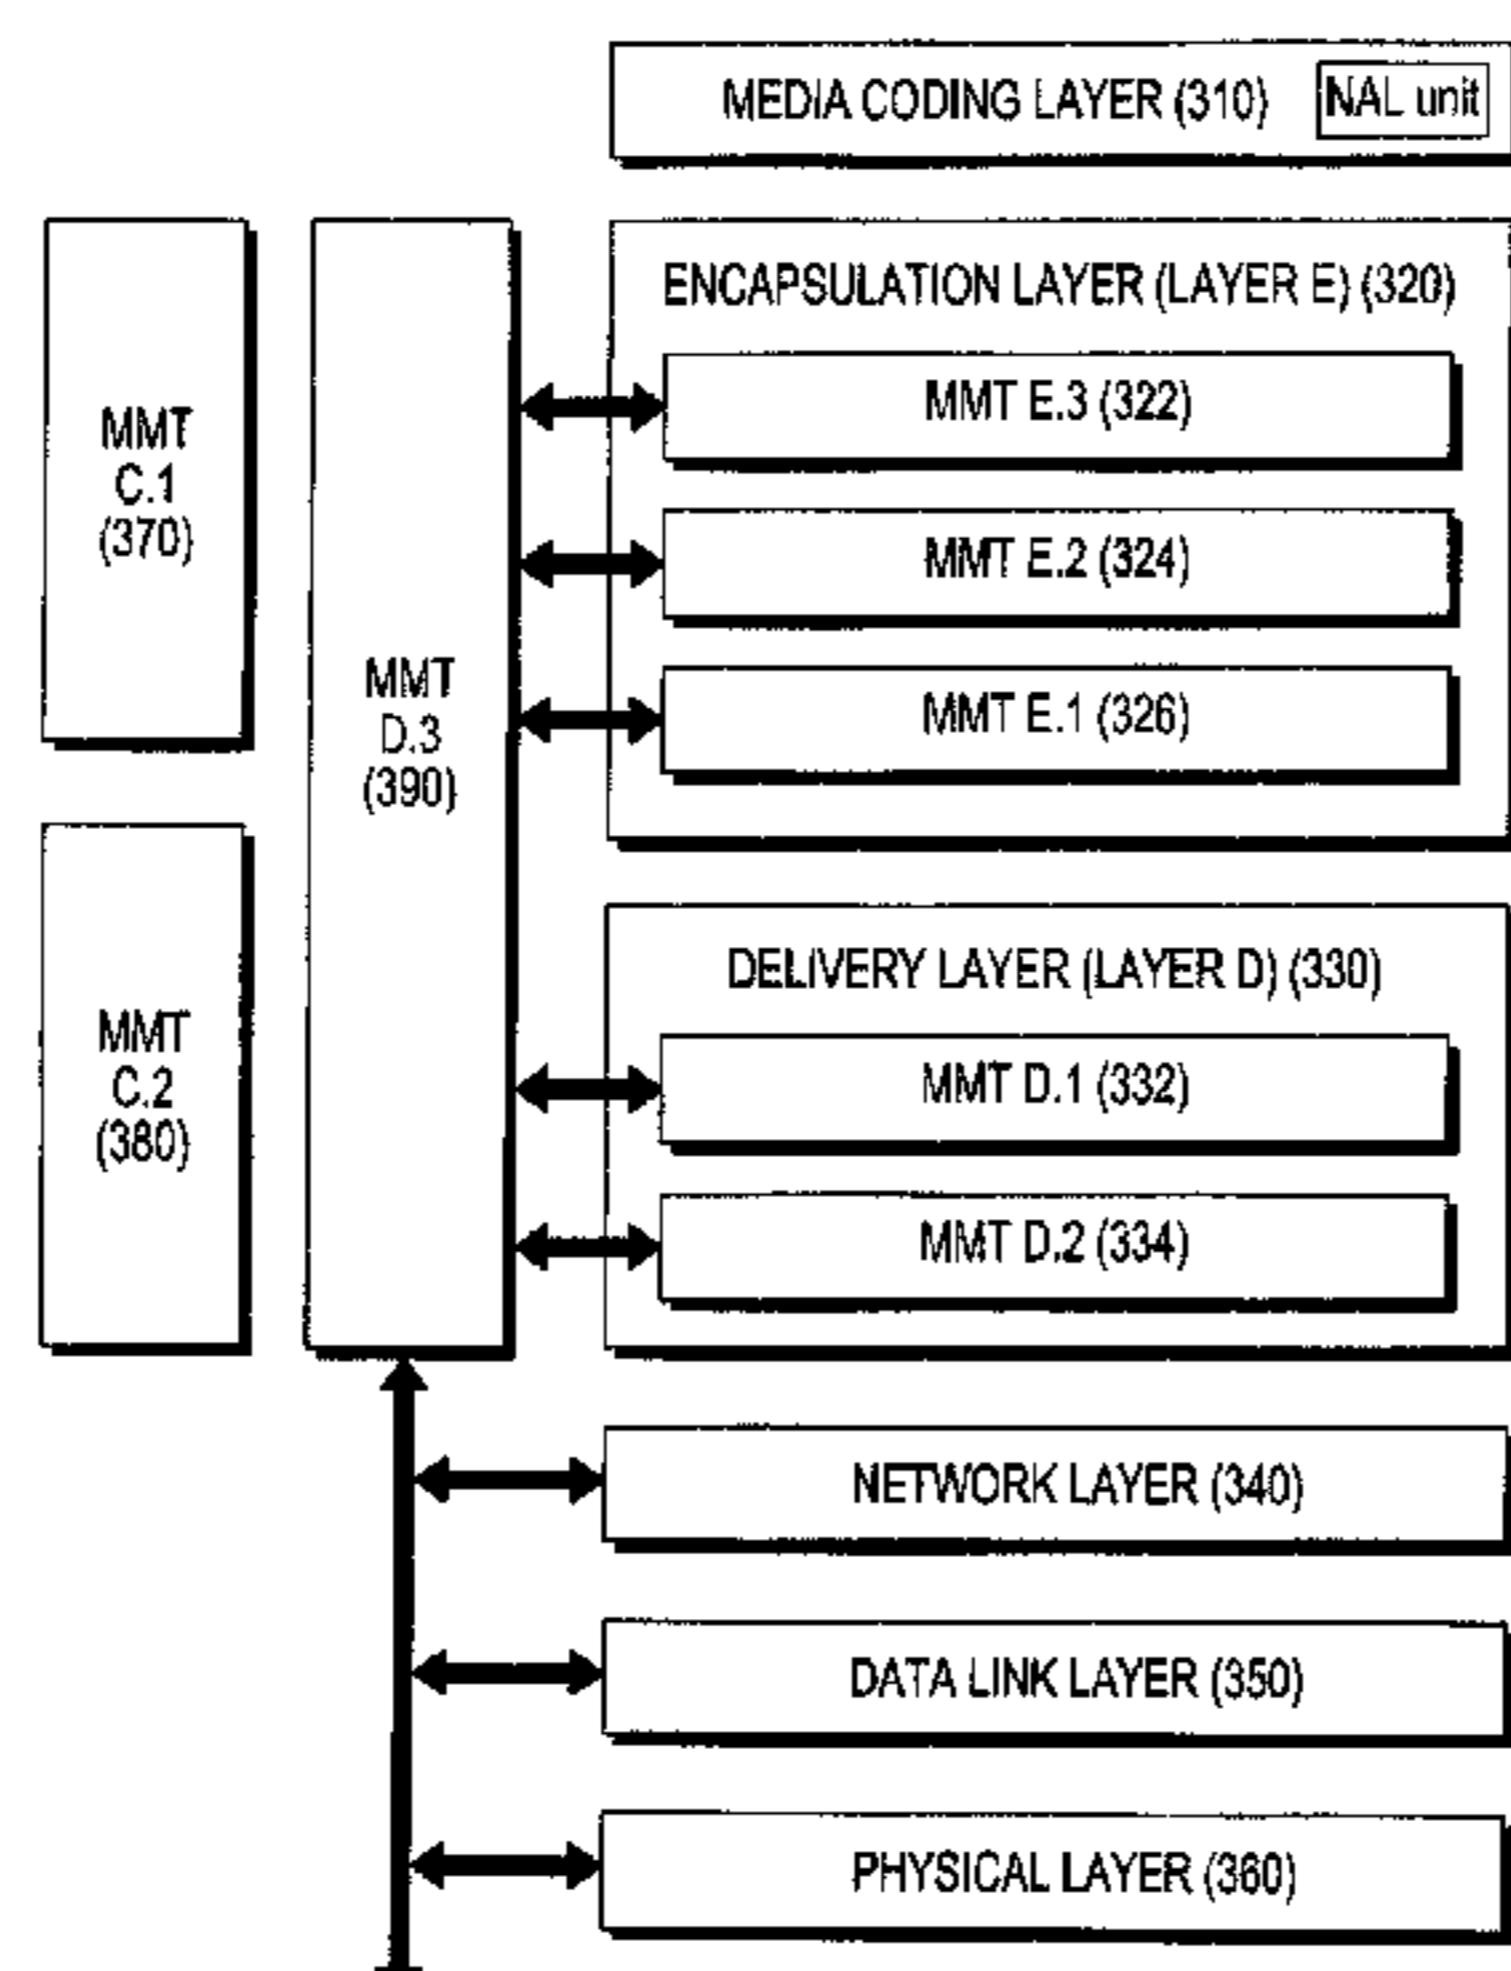 MEDIA CODING LAYER (310)
NAL unit
ENCAPSULATION LAYER (LAYER E) (320)
MMT E.3 (322)
MMT E.2 (324)
MMT E.1 (326)
MMT
C.1
(370)
MMT
D.3
(390)
MMT
C.2
(380)
DELIVERY LAYER (LAYER D) (330)
MMT D.1 (332)
MMT D.2 (334)
NETWORK LAYER (340)
DATA LINK LAYER (350)
PHYSICAL LAYER (360)